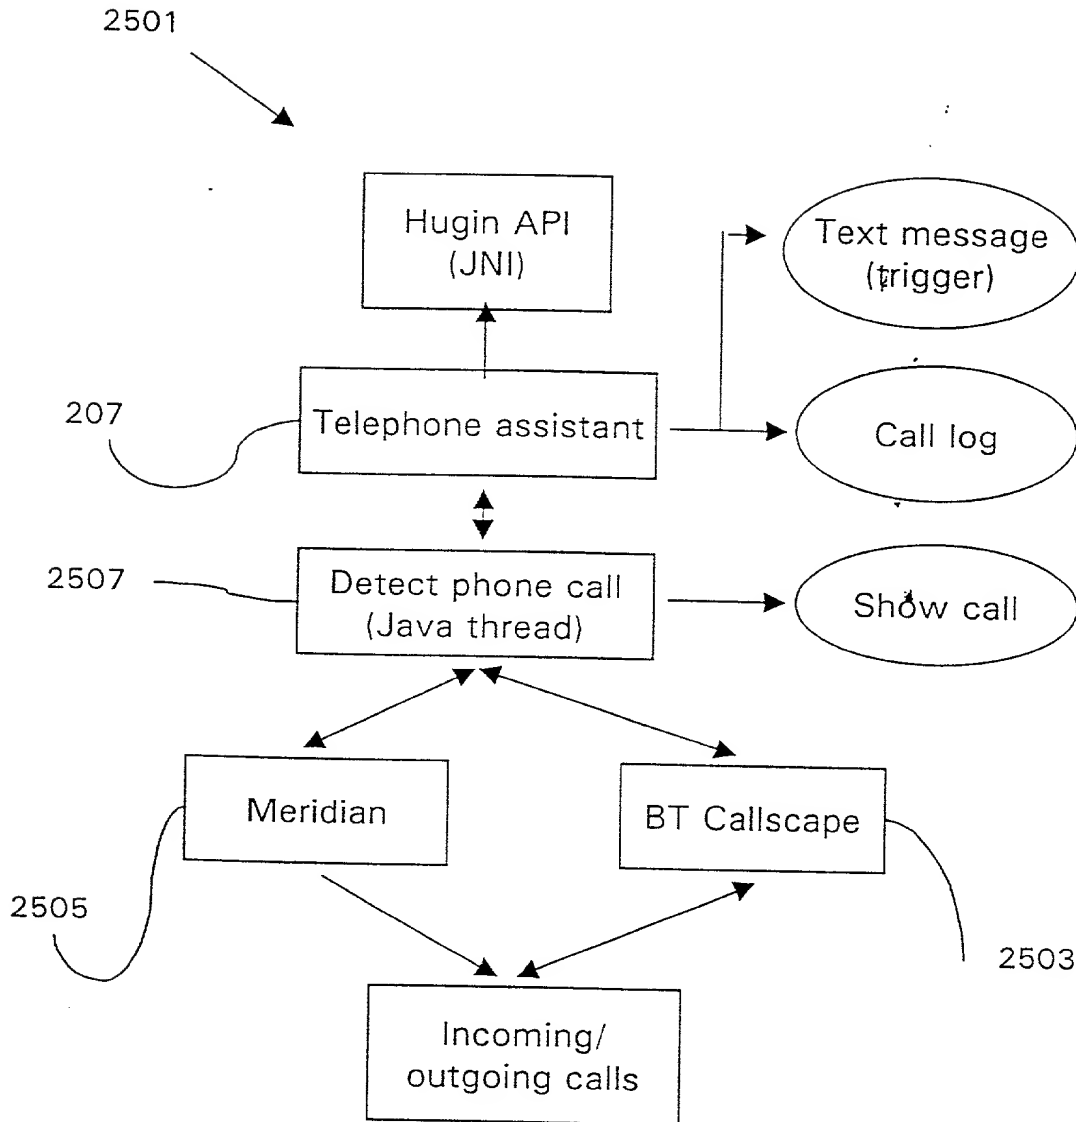 2501
Hugin API
(JNI)
Text message
(trigger)
207
Telephone assistant
Call log
2507
Detect phone call
(Java thread)
Show call
Meridian
BT Callscape
2505
2503
Incoming/
outgoing calls